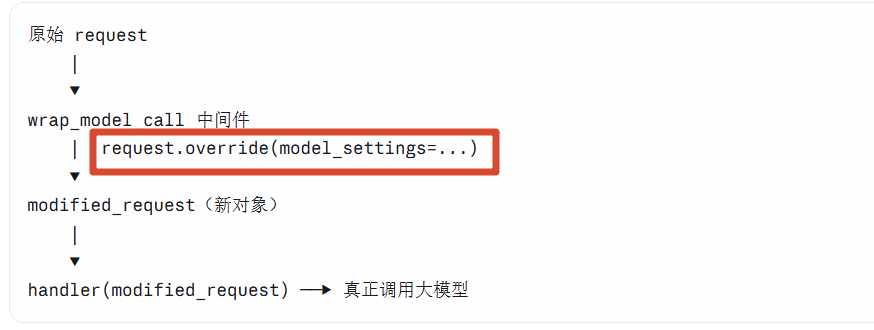 原始 request
|
▼
wrap_model call 中间件
| request.override(model_settings=...)
▼
modified_request（新对象）
|
▼
handler(modified_request) ──▶ 真正调用大模型